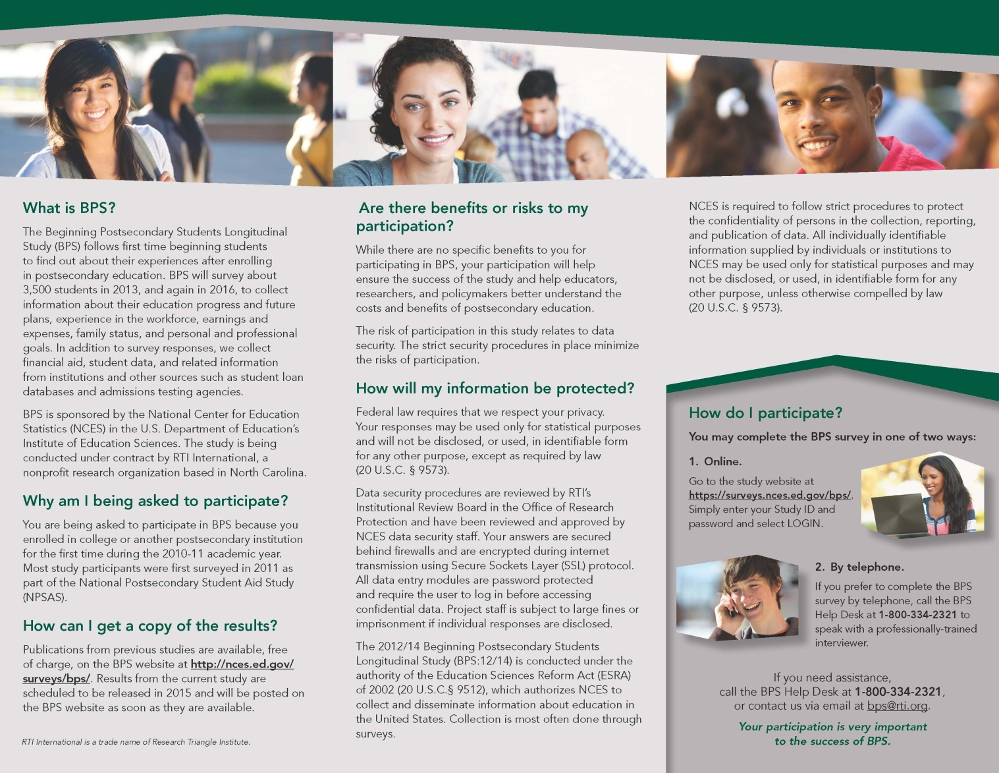 What is BPS?
The Beginning Postsecondary Students Longitudinal
Study (BPS) follows first time beginning students
to find out about their experiences after enrolling
in postsecondary education. BPS will survey about
3,500 students in 2013, and again in 2016, to collect
information about their education progress and future
plans, experience in the workforce, earnings and
expenses, family status, and personal and professional
goals. In addition to survey responses, we collect
financial aid, student data, and related information
from institutions and other sources such as student loan
databases and admissions testing agencies.
BPS is sponsored by the National Center for Education
Statistics (NCES) in the U.S. Department of Education's
Institute of Education Sciences. The study is being
conducted under contract by RTI International, a
nonprofit research organization based in North Carolina.
Why am I being asked to participate?
You are being asked to participate in BPS because you
enrolled in college or another postsecondary institution
for the first time during the 2010-11 academic year.
Most study participants were first surveyed in 2011 as
part of the National Postsecondary Student Aid Study
(NPSAS).
How can I get a copy of the results?
Publications from previous studies are available, free
of charge, on the BPS website at http://nces.ed.gov/
surveys/bps/. Results from the current study are
scheduled to be released in 2015 and will be posted on
the BPS website as soon as they are available.
RTI International is a trade name of Research Triangle Institute.
Are there benefits or risks to my
participation?
While there are no specific benefits to you for
participating in BPS, your participation will help
ensure the success of the study and help educators,
researchers, and policymakers better understand the
costs and benefits of postsecondary education.
The risk of participation in this study relates to data
security. The strict security procedures in place minimize
the risks of participation.
How will my information be protected?
Federal law requires that we respect your privacy.
Your responses may be used only for statistical purposes
and will not be disclosed, or used, in identifiable form
for any other purpose, except as required by law
(20 U.S.C. § 9573).
Data security procedures are reviewed by RTI's
Institutional Review Board in the Office of Research
Protection and have been reviewed and approved by
NCES data security staff. Your answers are secured
behind firewalls and are encrypted during internet
transmission using Secure Sockets Layer (SSL) protocol.
All data entry modules are password protected
and require the user to log in before accessing
confidential data. Project staff is subject to large fines or
imprisonment if individual responses are disclosed.
The 2012/14 Beginning Postsecondary Students
Longitudinal Study (BPS:12/14) is conducted under the
authority of the Education Sciences Reform Act (ESRA)
of 2002 (20 U.S.C.§ 9512), which authorizes NCES to
collect and disseminate information about education in
the United States. Collection is most often done through
surveys.
NCES is required to follow strict procedures to protect
the confidentiality of persons in the collection, reporting,
and publication of data. All individually identifiable
information supplied by individuals or institutions to
NCES may be used only for statistical purposes and may
not be disclosed, or used, in identifiable form for any
other purpose, unless otherwise compelled by law
(20 U.S.C. § 9573).
How do I participate?
You may complete the BPS survey in one of two ways:
1. Online.
Go to the study website at
https://surveys.nces.ed.gov/bps/.
Simply enter your Study ID and
password and select LOGIN.
2. By telephone.
If you prefer to complete the BPS
survey by telephone, call the BPS
Help Desk at 1-800-334-2321 to
speak with a professionally-trained
interviewer.
If you need assistance,
call the BPS Help Desk at 1-800-334-2321,
or contact us via email at bps@rti.org.
Your participation is very important
to the success of BPS.